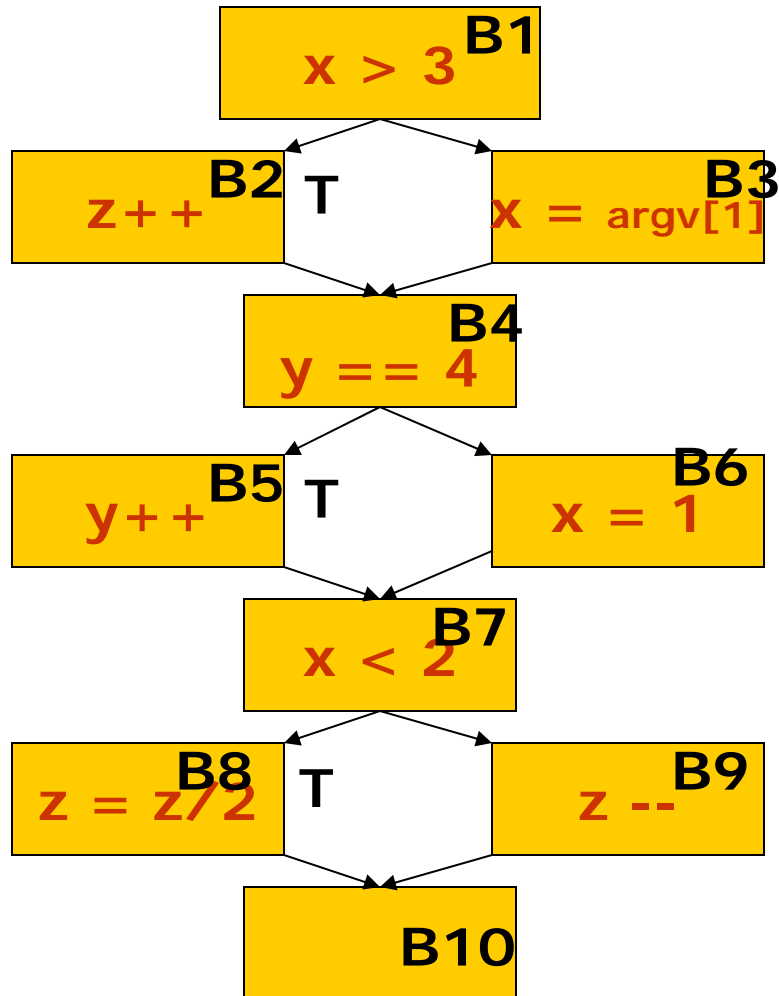 B1
x > 3
B2
z++
T
B3
x = argv[1]
B4
y == 4
B5
y++
T
B6
x = 1
B7
x < 2
B8
z = z/2
T
B9
z --
B10